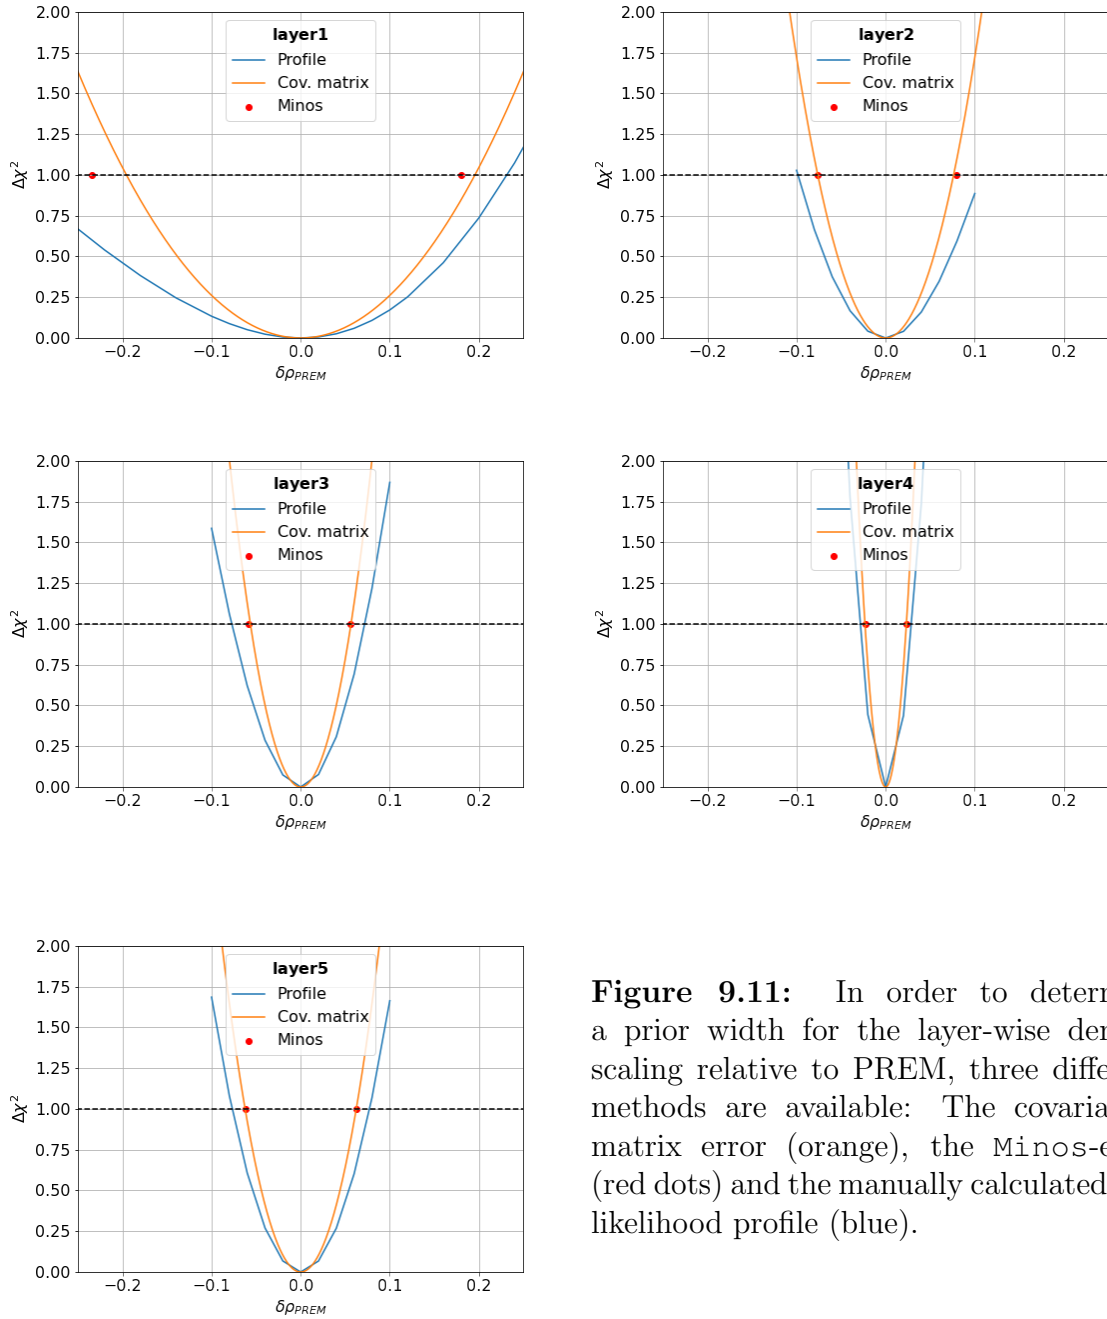 2.00
1.75
1.50
1.25
1.00
0.75
0.50
0.25
0.00
Δχ²
layer1
Profile
Cov. matrix
Minos
−0.2
−0.1
0.0
0.1
0.2
δρPREM
2.00
1.75
1.50
1.25
1.00
0.75
0.50
0.25
0.00
Δχ²
layer2
Profile
Cov. matrix
Minos
−0.2
−0.1
0.0
0.1
0.2
δρPREM
2.00
1.75
1.50
1.25
1.00
0.75
0.50
0.25
0.00
Δχ²
layer3
Profile
Cov. matrix
Minos
−0.2
−0.1
0.0
0.1
0.2
δρPREM
2.00
1.75
1.50
1.25
1.00
0.75
0.50
0.25
0.00
Δχ²
layer4
Profile
Cov. matrix
Minos
−0.2
−0.1
0.0
0.1
0.2
δρPREM
2.00
1.75
1.50
1.25
1.00
0.75
0.50
0.25
0.00
Δχ²
layer5
Profile
Cov. matrix
Minos
−0.2
−0.1
0.0
0.1
0.2
δρPREM
Figure 9.11: In order to deter
a prior width for the layer-wise de
scaling relative to PREM, three diffe
methods are available: The covaria
matrix error (orange), the Minos-e
(red dots) and the manually calculated
likelihood profile (blue).